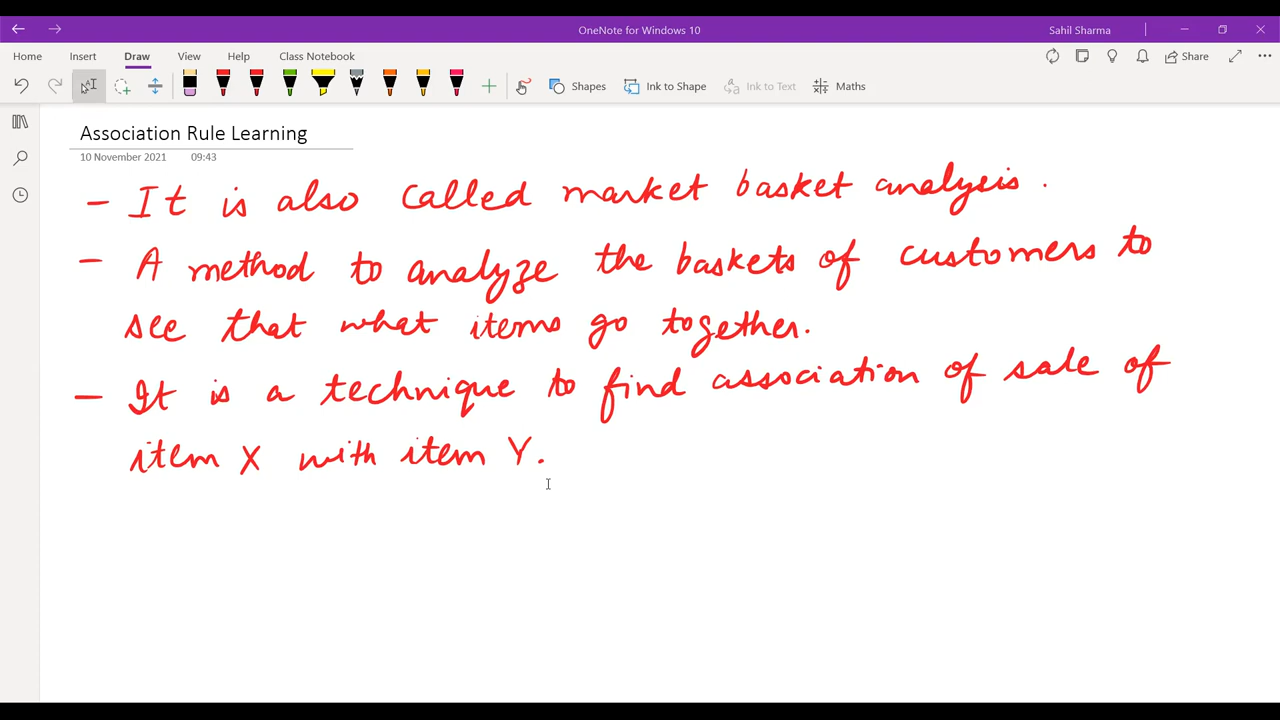 OneNote for Windows 10
Sahil Sharma
Home Insert Draw View Help Class Notebook
Share
Shapes Ink to Shape Ink to Text Maths
Association Rule Learning
10 November 2021 09:43
- It is also called market basket analysis.
- A method to analyze the baskets of customers to
see that what items go together.
- It is a technique to find association of sale of
item X with item Y.